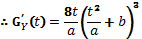 ∴ G′_Y(t) = 8t/a (t²/a + b)³